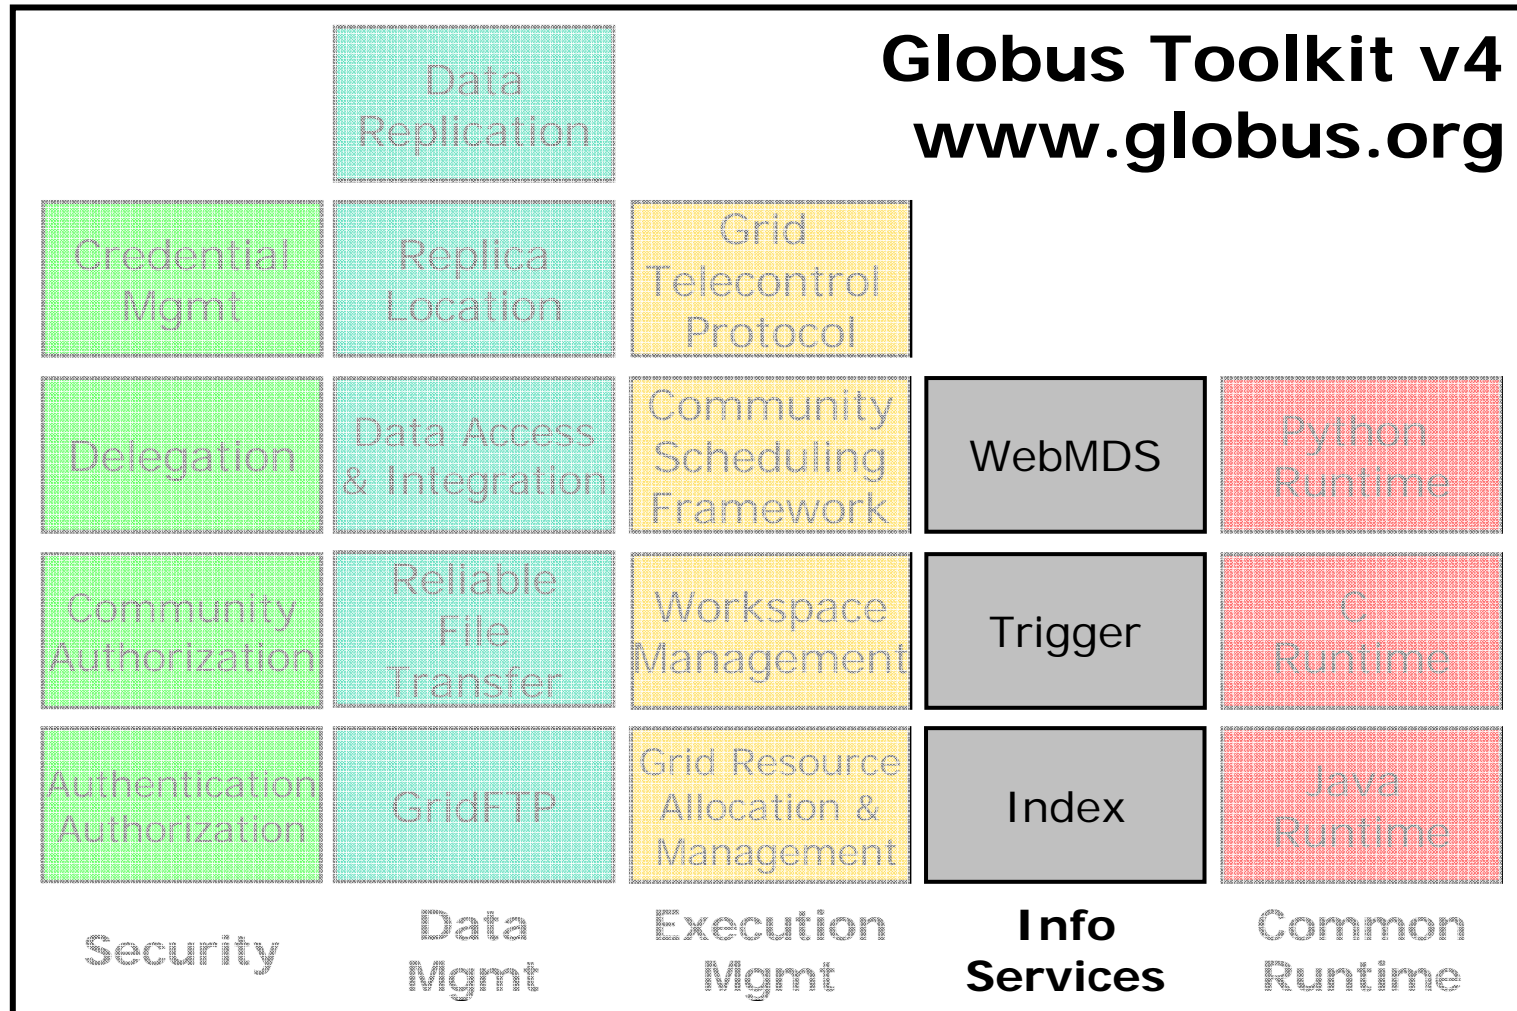 Globus Toolkit v4
www.globus.org
Data
Replication
Credential
Mgmt
Replica
Location
Grid
Telecontrol
Protocol
Delegation
Data Access
& Integration
Community
Scheduling
Framework
WebMDS
Python
Runtime
Community
Authorization
Reliable
File
Transfer
Workspace
Management
Trigger
C
Runtime
Authentication
Authorization
GridFTP
Grid Resource
Allocation &
Management
Index
Java
Runtime
Security
Data
Mgmt
Execution
Mgmt
Info
Services
Common
Runtime